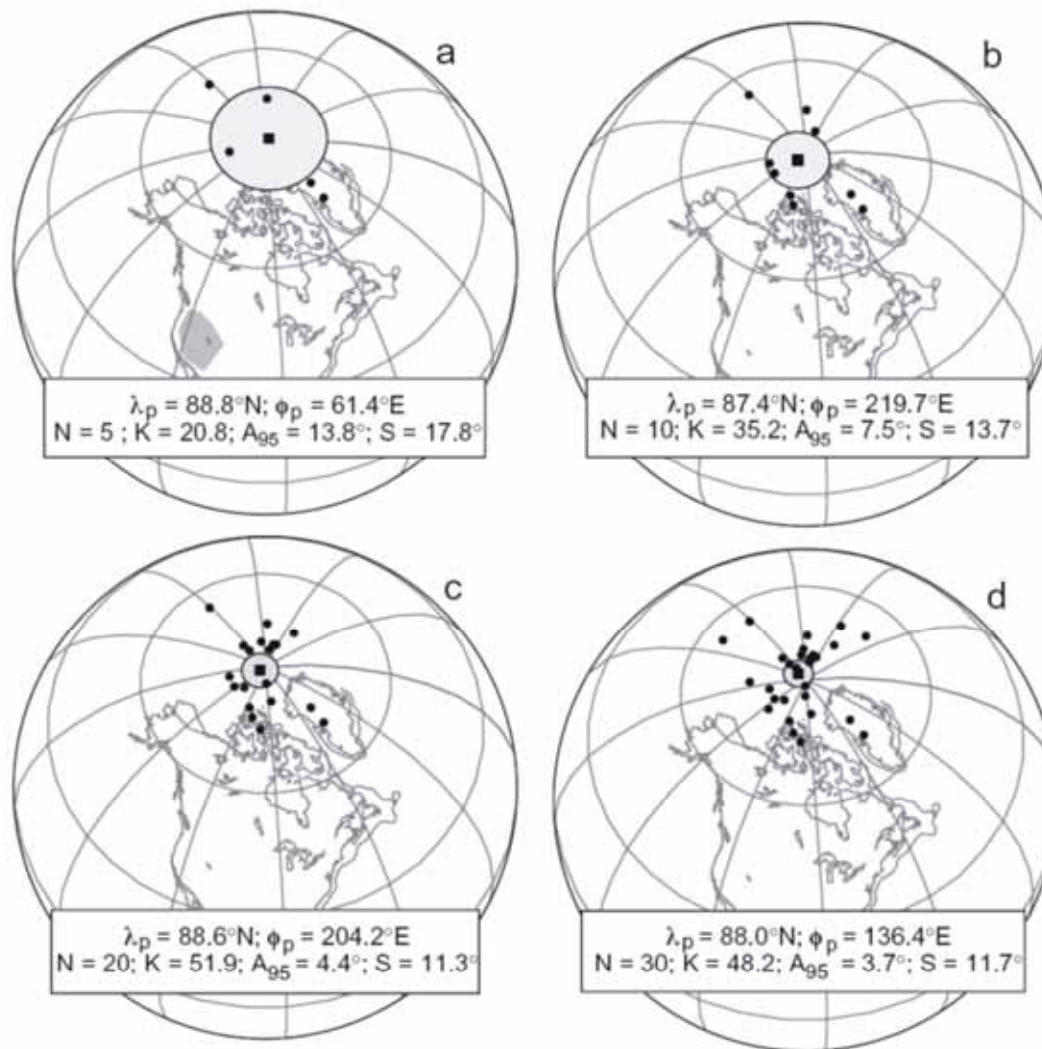 a
λp = 88.8°N; ϕp = 61.4°E
N = 5 ; K = 20.8; A95 = 13.8°; S = 17.8°
b
λp = 87.4°N; ϕp = 219.7°E
N = 10; K = 35.2; A95 = 7.5°; S = 13.7°
c
λp = 88.6°N; ϕp = 204.2°E
N = 20; K = 51.9; A95 = 4.4°; S = 11.3°
d
λp = 88.0°N; ϕp = 136.4°E
N = 30; K = 48.2; A95 = 3.7°; S = 11.7°